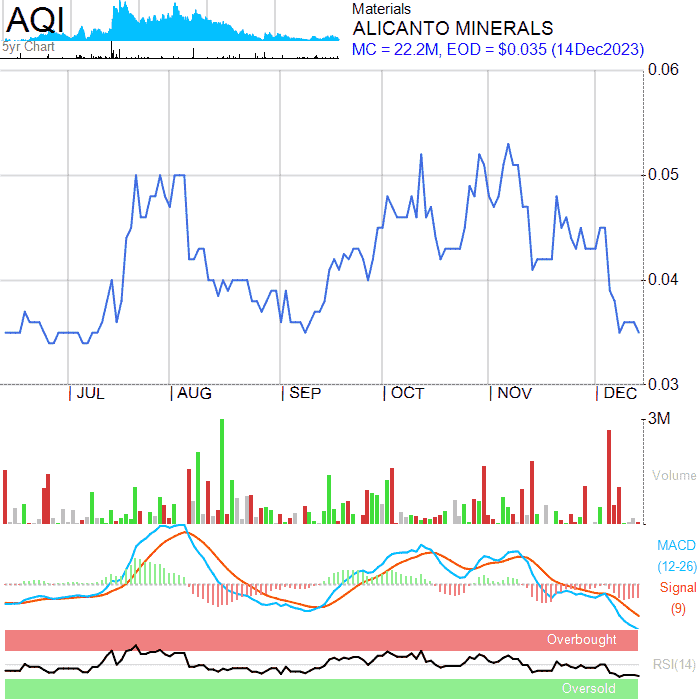 AQI
5yr Chart
Materials
ALICANTO MINERALS
MC = 22.2M, EOD = $0.035 (14Dec2023)
0.06
0.05
0.04
0.03
| JUL | AUG | SEP | OCT | NOV | DEC
3M
Volume
MACD
(12-26)
Signal
(9)
Overbought
RSI(14)
Oversold